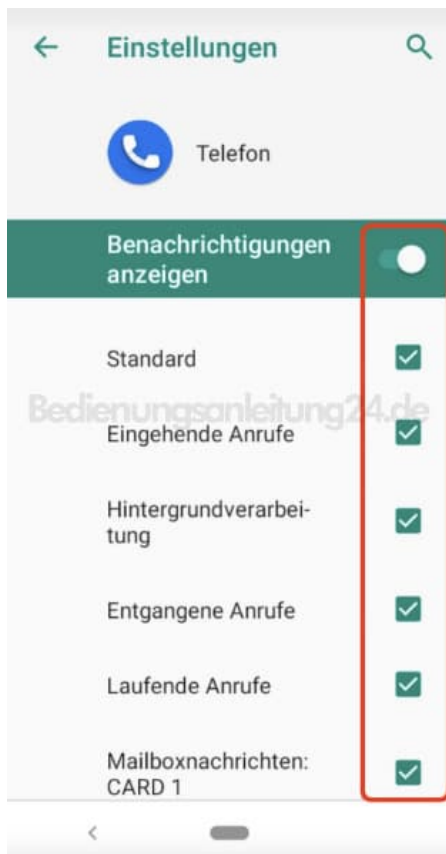 Einstellungen
Telefon
Benachrichtigungen
anzeigen
Standard
Bedienungsanleitung24.de
Eingehende Anrufe
Hintergrundverarbei-
tung
Entgangene Anrufe
Laufende Anrufe
Mailboxnachrichten:
CARD 1